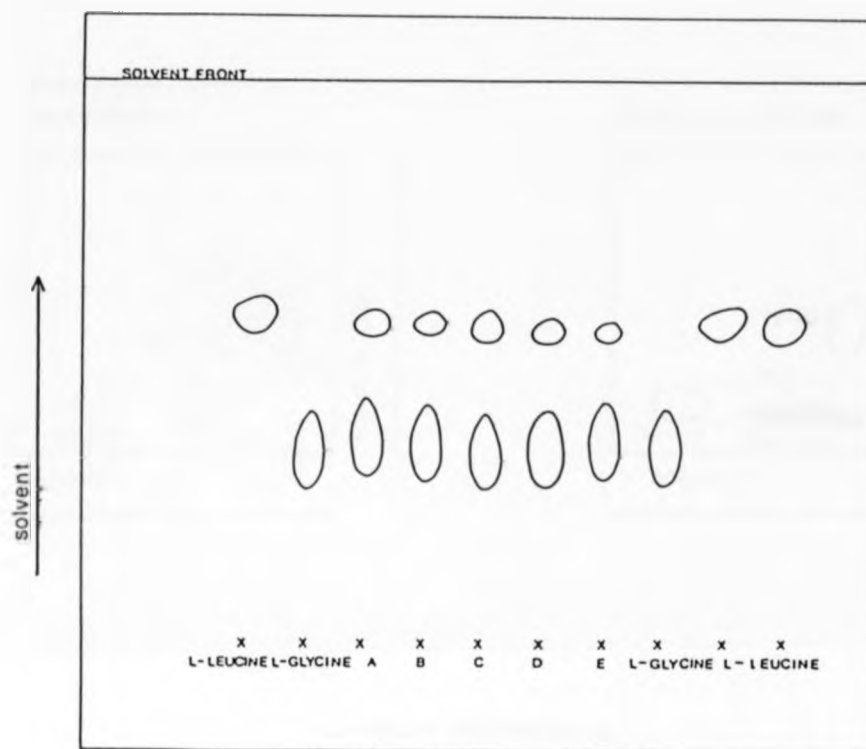 SOLVENT FRONT
solvent
x x x x x x x x x x
L-LEUCINE L-GLYCINE A B C D E L-GLYCINE L-LEUCINE